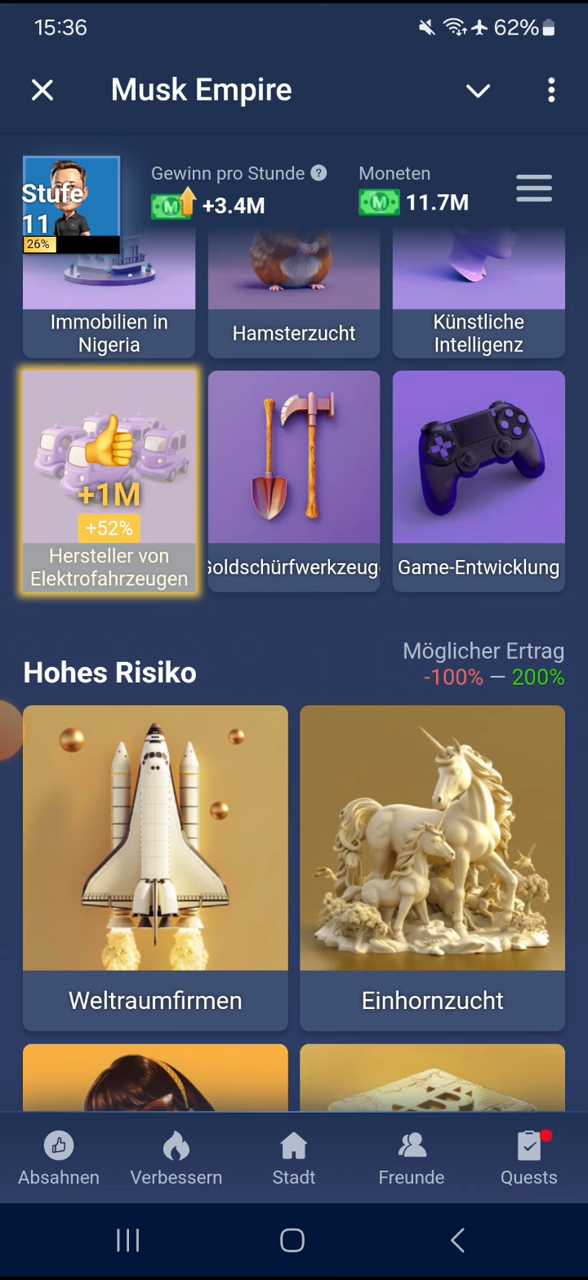 15:36
62%
Musk Empire
Stufe
11
26%
Gewinn pro Stunde ?
+3.4M
Moneten
11.7M
Immobilien in
Nigeria
Hamsterzucht
Künstliche
Intelligenz
+1M
+52%
Hersteller von
Elektrofahrzeugen
Goldschürfwerkzeuge
Game-Entwicklung
Hohes Risiko
Möglicher Ertrag
-100% — 200%
Weltraumfirmen
Einhornzucht
Absahnen
Verbessern
Stadt
Freunde
Quests